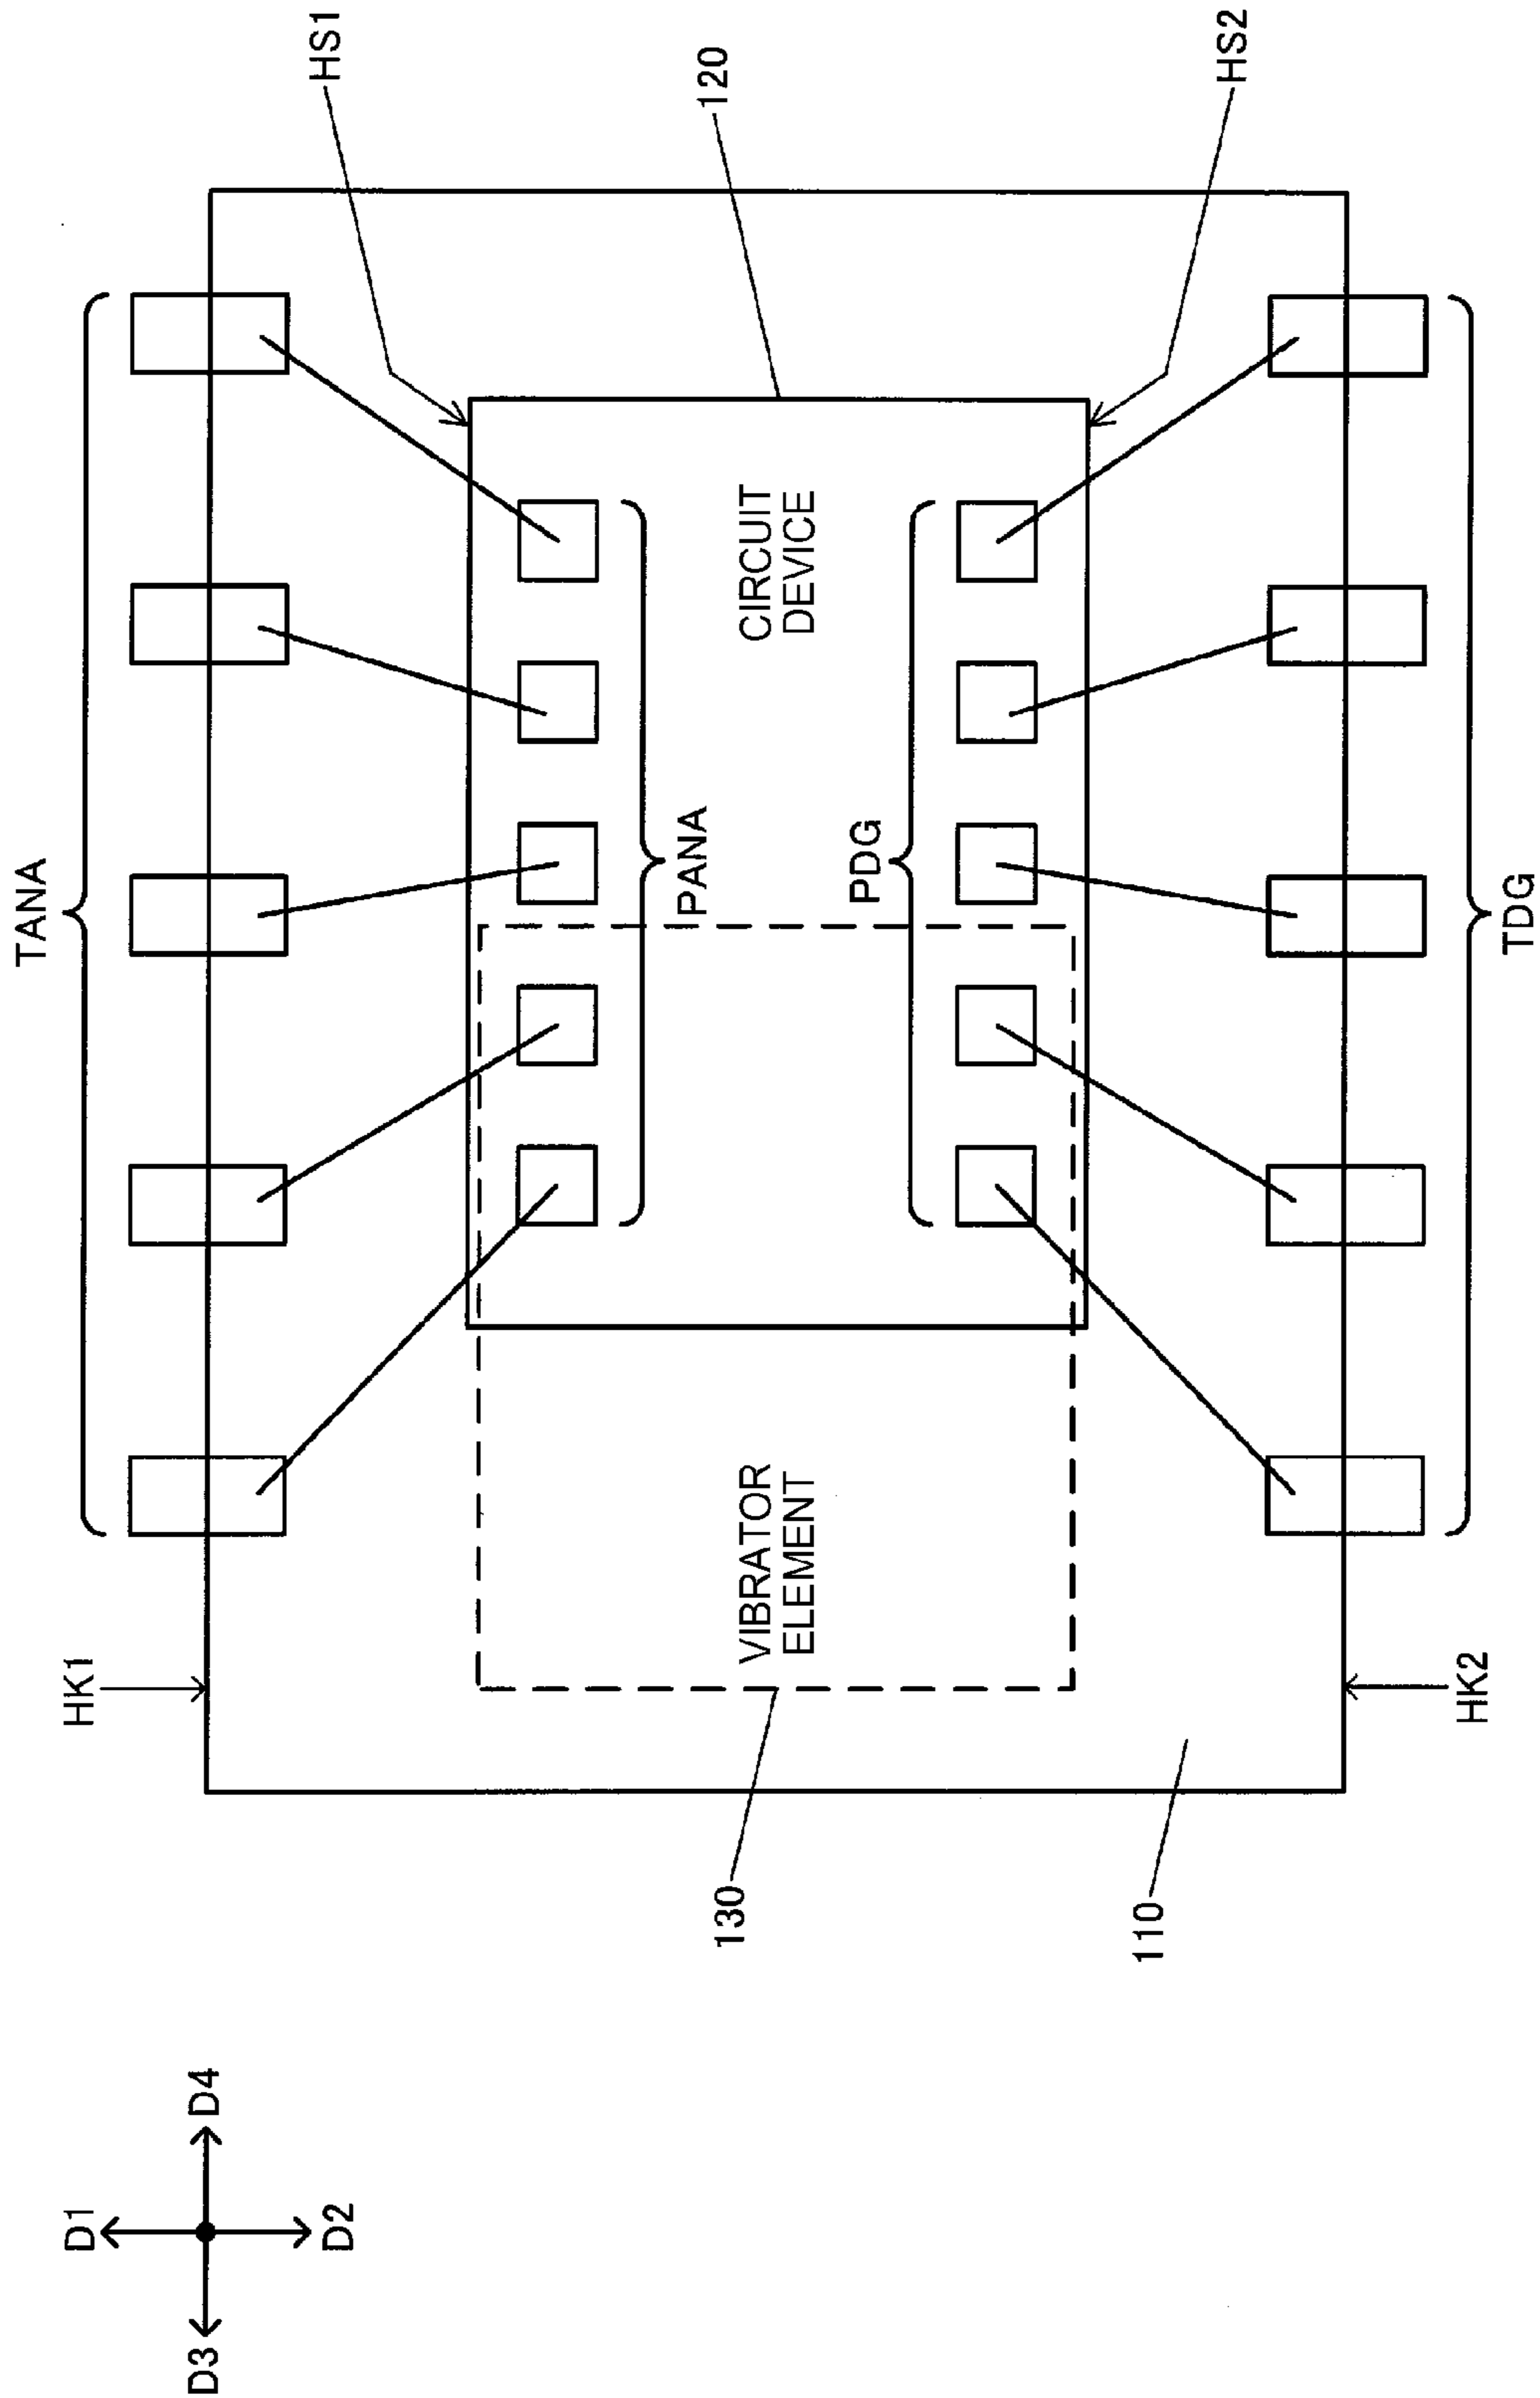 TANA
D1
HK1
D3
D4
HS1
D2
PANA
120
130
VIBRATOR
ELEMENT
CIRCUIT
DEVICE
PDG
110
HS2
HK2
TDG